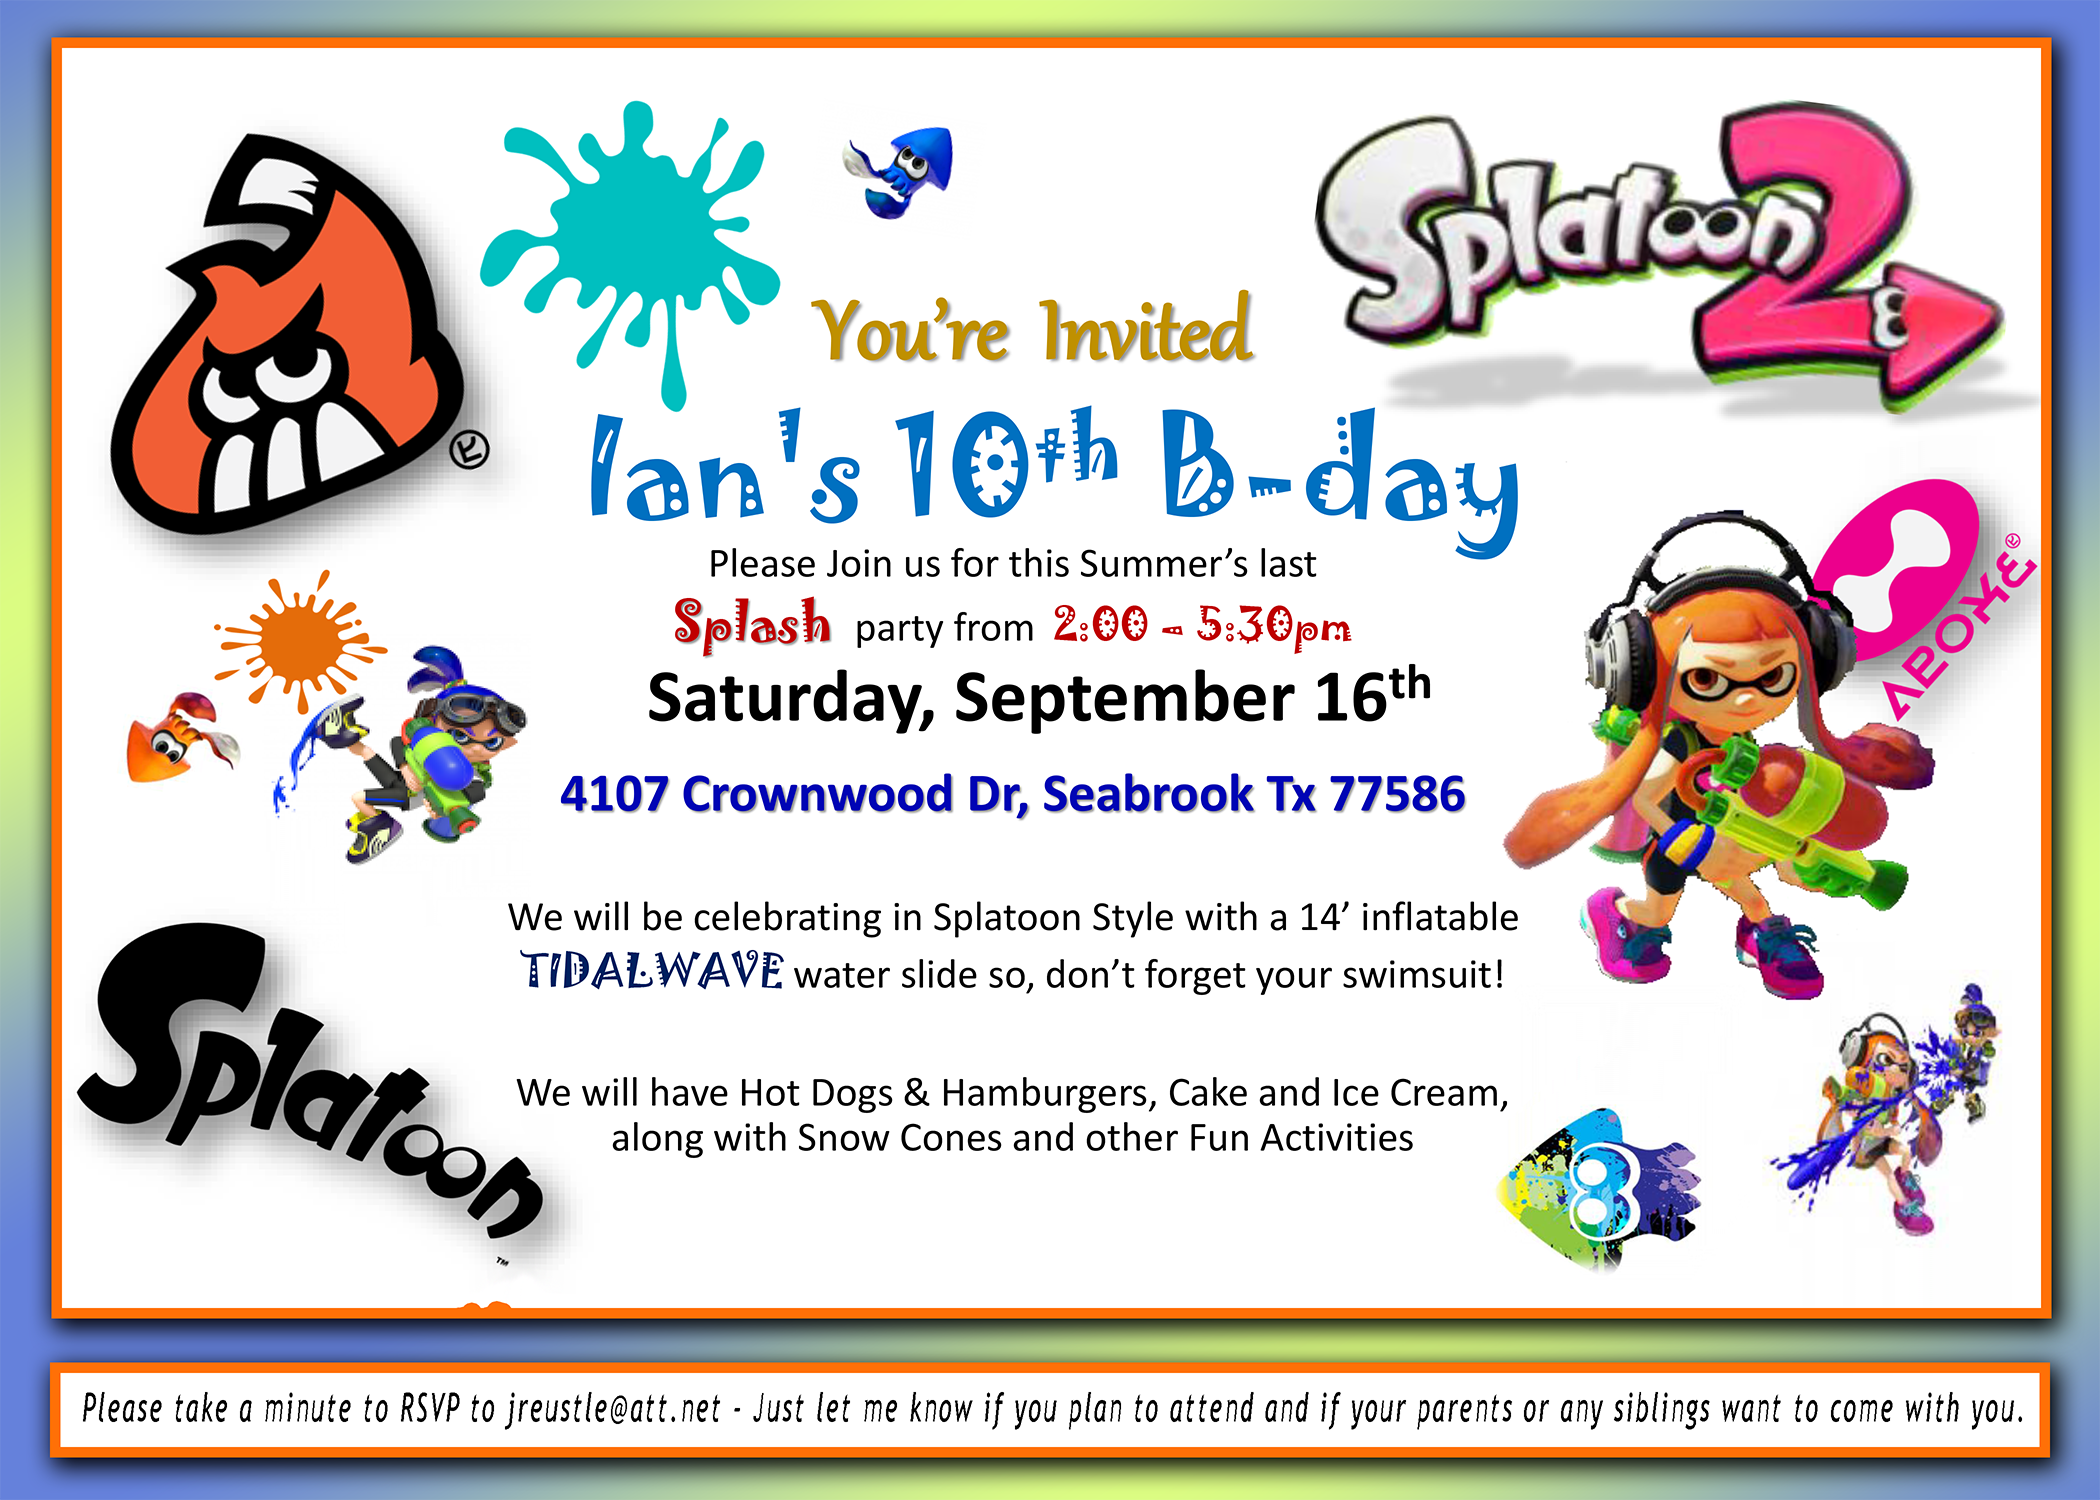 Splatoon 2
You're Invited
Ian's 10th B-day
Please Join us for this Summer's last
Splash party from 2:00 - 5:30pm
Saturday, September 16th
4107 Crownwood Dr, Seabrook Tx 77586
We will be celebrating in Splatoon Style with a 14' inflatable
TIDALWAVE water slide so, don't forget your swimsuit!
We will have Hot Dogs & Hamburgers, Cake and Ice Cream,
along with Snow Cones and other Fun Activities
Splatoon™
Please take a minute to RSVP to jreustle@att.net - Just let me know if you plan to attend and if your parents or any siblings want to come with you.